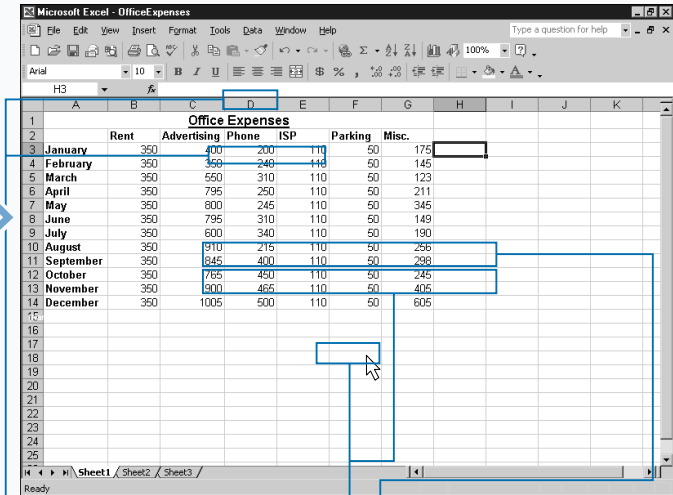 Microsoft Excel - OfficeExpenses
File Edit View Insert Format Tools Data Window Help Type a question for help
100%
Arial 10 B I U $ % ,
H3 fx
A B C D E F G H I J K
1 Office Expenses
2 Rent Advertising Phone ISP Parking Misc.
3 January 350 400 200 110 50 175
4 February 350 350 240 110 50 145
5 March 350 550 310 110 50 123
6 April 350 795 250 110 50 211
7 May 350 800 245 110 50 345
8 June 350 795 310 110 50 149
9 July 350 600 340 110 50 190
10 August 350 910 215 110 50 256
11 September 350 845 400 110 50 298
12 October 350 765 450 110 50 245
13 November 350 900 465 110 50 405
14 December 350 1005 500 110 50 605
15
16
17
18
19
20
21
22
23
24
25
Sheet1 Sheet2 Sheet3
Ready